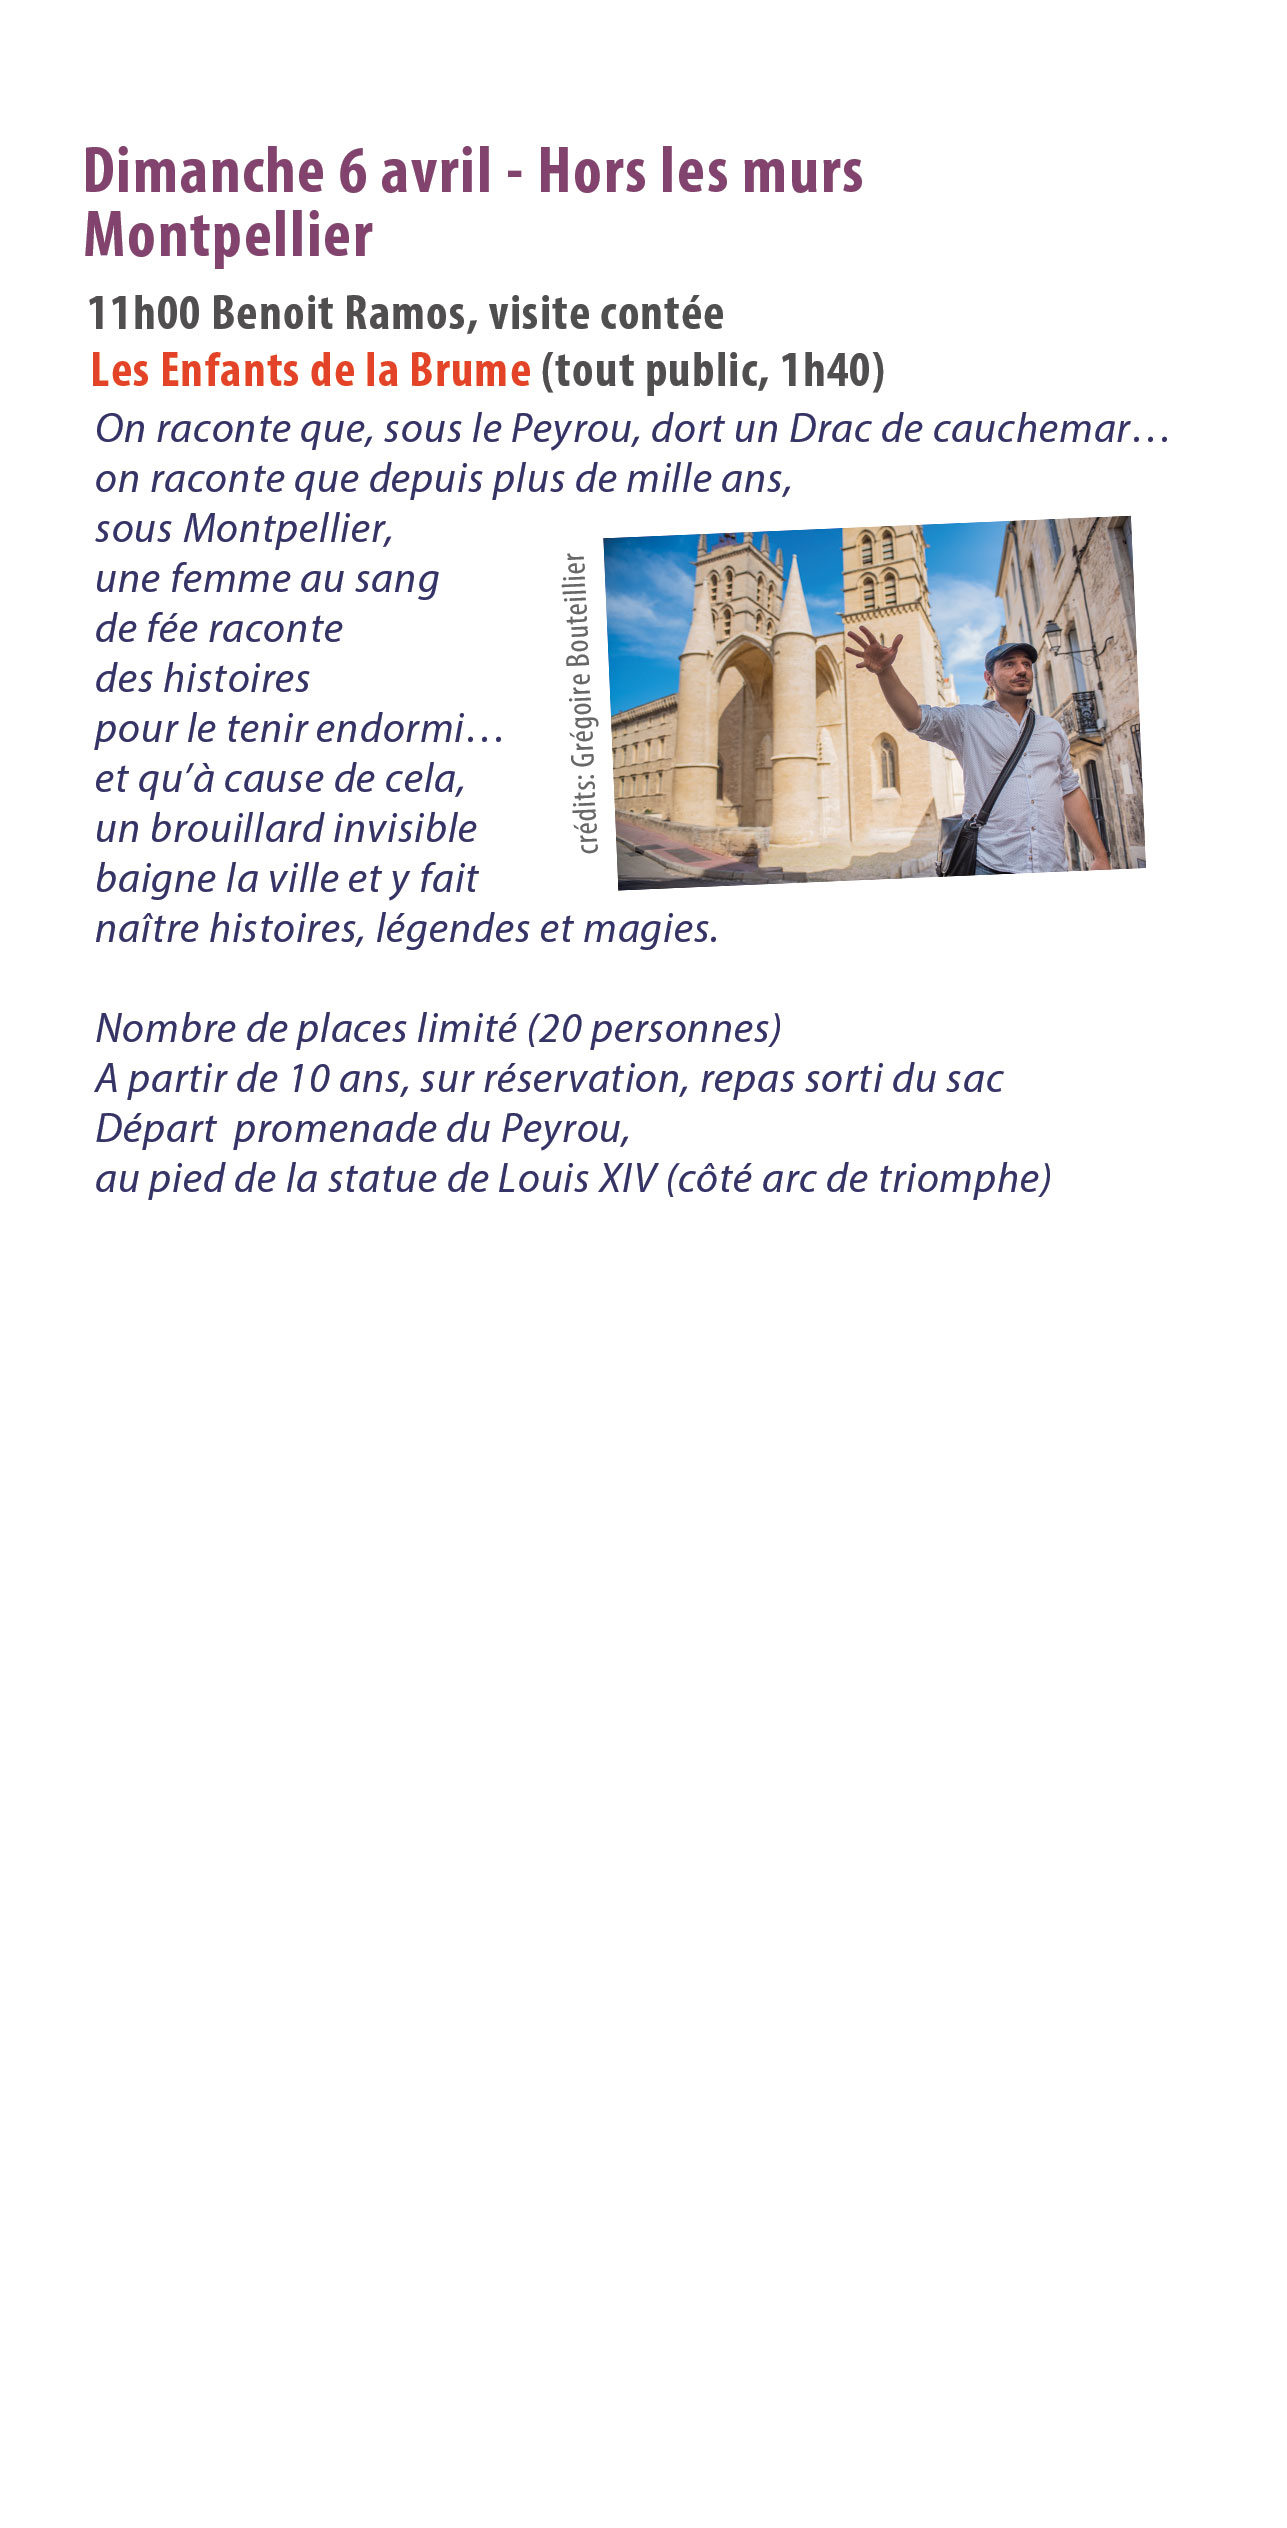 Dimanche 6 avril - Hors les murs
Montpellier
11h00 Benoit Ramos, visite contée
Les Enfants de la Brume (tout public, 1h40)
On raconte que, sous le Peyrou, dort un Drac de cauchemar…
on raconte que depuis plus de mille ans,
sous Montpellier,
une femme au sang
de fée raconte
des histoires
pour le tenir endormi…
et qu’à cause de cela,
un brouillard invisible
baigne la ville et y fait
naître histoires, légendes et magies.
crédits: Grégoire Bouteillier
Nombre de places limité (20 personnes)
A partir de 10 ans, sur réservation, repas sorti du sac
Départ  promenade du Peyrou,
au pied de la statue de Louis XIV (côté arc de triomphe)